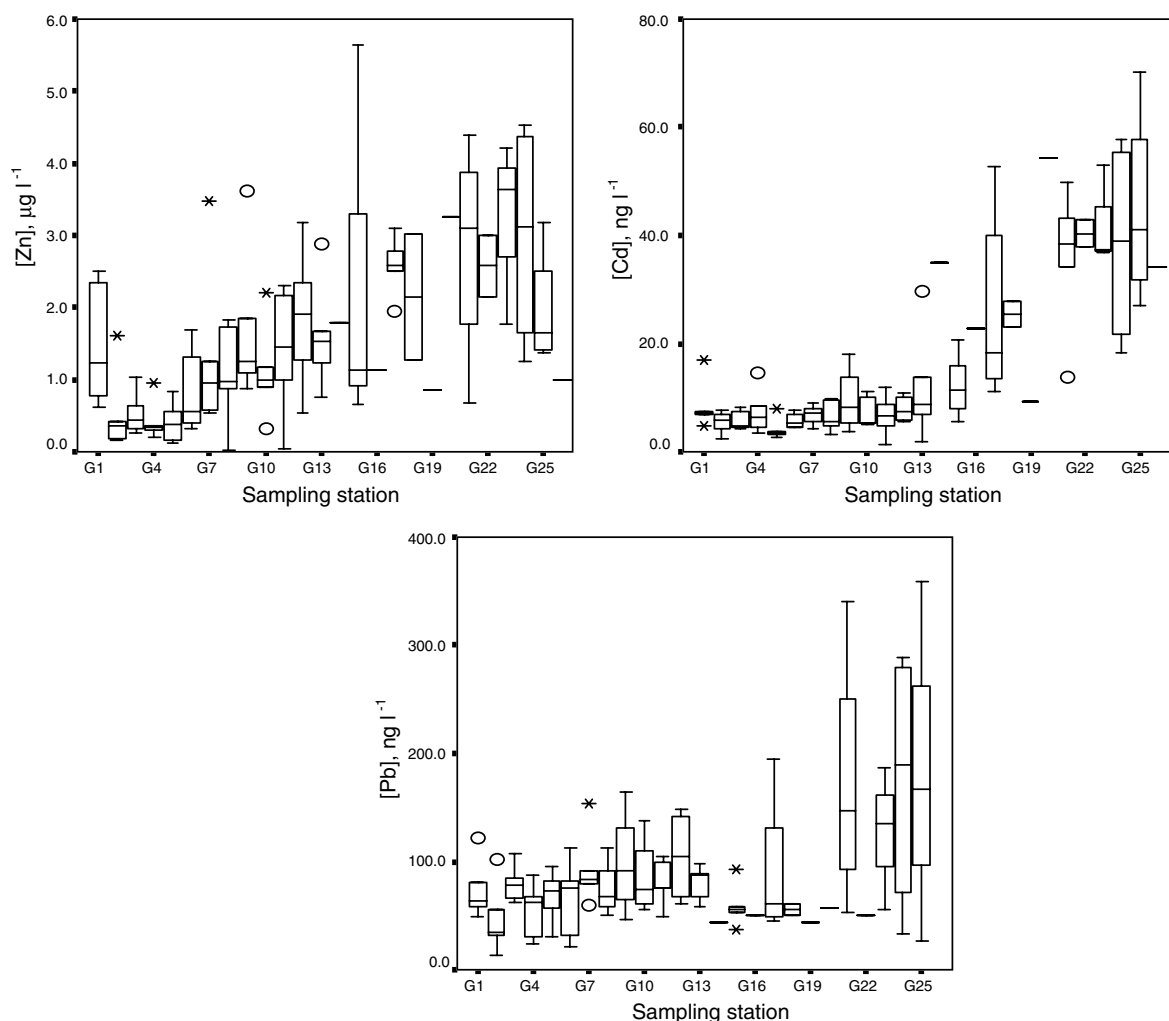 6.0
5.0
4.0
3.0
2.0
1.0
0.0
[Zn], μg l⁻¹
G1 G4 G7 G10 G13 G16 G19 G22 G25
Sampling station
80.0
60.0
40.0
20.0
0.0
[Cd], ng l⁻¹
G1 G4 G7 G10 G13 G16 G19 G22 G25
Sampling station
400.0
300.0
200.0
100.0
0.0
[Pb], ng l⁻¹
G1 G4 G7 G10 G13 G16 G19 G22 G25
Sampling station